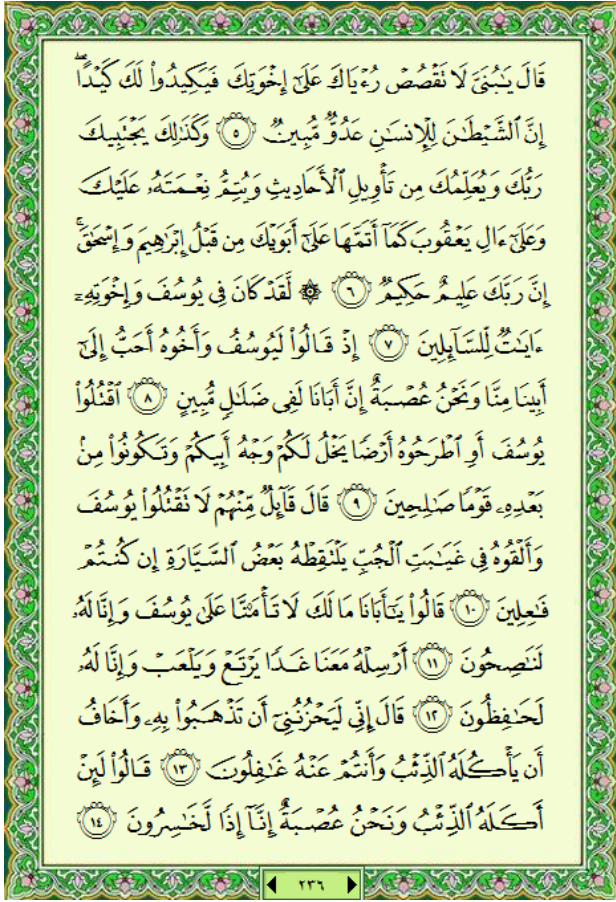 قَالَ يَـٰبُنَىَّ لَا تَقْصُصْ رُءْيَاكَ عَلَىٰٓ إِخْوَتِكَ فَيَكِيدُوا۟ لَكَ كَيْدًا ۖ
إِنَّ ٱلشَّيْطَـٰنَ لِلْإِنسَـٰنِ عَدُوٌّ مُّبِينٌ ﴿٥﴾ وَكَذَٰلِكَ يَجْتَبِيكَ
رَبُّكَ وَيُعَلِّمُكَ مِن تَأْوِيلِ ٱلْأَحَادِيثِ وَيُتِمُّ نِعْمَتَهُۥ عَلَيْكَ
وَعَلَىٰٓ ءَالِ يَعْقُوبَ كَمَآ أَتَمَّهَا عَلَىٰٓ أَبَوَيْكَ مِن قَبْلُ إِبْرَٰهِيمَ وَإِسْحَـٰقَ ۚ
إِنَّ رَبَّكَ عَلِيمٌ حَكِيمٌ ﴿٦﴾ ۞ لَّقَدْ كَانَ فِى يُوسُفَ وَإِخْوَتِهِۦٓ
ءَايَـٰتٌ لِّلسَّآئِلِينَ ﴿٧﴾ إِذْ قَالُوا۟ لَيُوسُفُ وَأَخُوهُ أَحَبُّ إِلَىٰٓ
أَبِينَا مِنَّا وَنَحْنُ عُصْبَةٌ إِنَّ أَبَانَا لَفِى ضَلَـٰلٍ مُّبِينٍ ﴿٨﴾ ٱقْتُلُوا۟
يُوسُفَ أَوِ ٱطْرَحُوهُ أَرْضًا يَخْلُ لَكُمْ وَجْهُ أَبِيكُمْ وَتَكُونُوا۟ مِنۢ
بَعْدِهِۦ قَوْمًا صَـٰلِحِينَ ﴿٩﴾ قَالَ قَآئِلٌ مِّنْهُمْ لَا تَقْتُلُوا۟ يُوسُفَ
وَأَلْقُوهُ فِى غَيَـٰبَتِ ٱلْجُبِّ يَلْتَقِطْهُ بَعْضُ ٱلسَّيَّارَةِ إِن كُنتُمْ
فَـٰعِلِينَ ﴿١٠﴾ قَالُوا۟ يَـٰٓأَبَانَا مَا لَكَ لَا تَأْمَ۫نَّا عَلَىٰ يُوسُفَ وَإِنَّا لَهُۥ
لَنَـٰصِحُونَ ﴿١١﴾ أَرْسِلْهُ مَعَنَا غَدًا يَرْتَعْ وَيَلْعَبْ وَإِنَّا لَهُۥ
لَحَـٰفِظُونَ ﴿١٢﴾ قَالَ إِنِّى لَيَحْزُنُنِىٓ أَن تَذْهَبُوا۟ بِهِۦ وَأَخَافُ
أَن يَأْكُلَهُ ٱلذِّئْبُ وَأَنتُمْ عَنْهُ غَـٰفِلُونَ ﴿١٣﴾ قَالُوا۟ لَئِنْ
أَكَلَهُ ٱلذِّئْبُ وَنَحْنُ عُصْبَةٌ إِنَّآ إِذًا لَّخَـٰسِرُونَ ﴿١٤﴾
٢٣٦